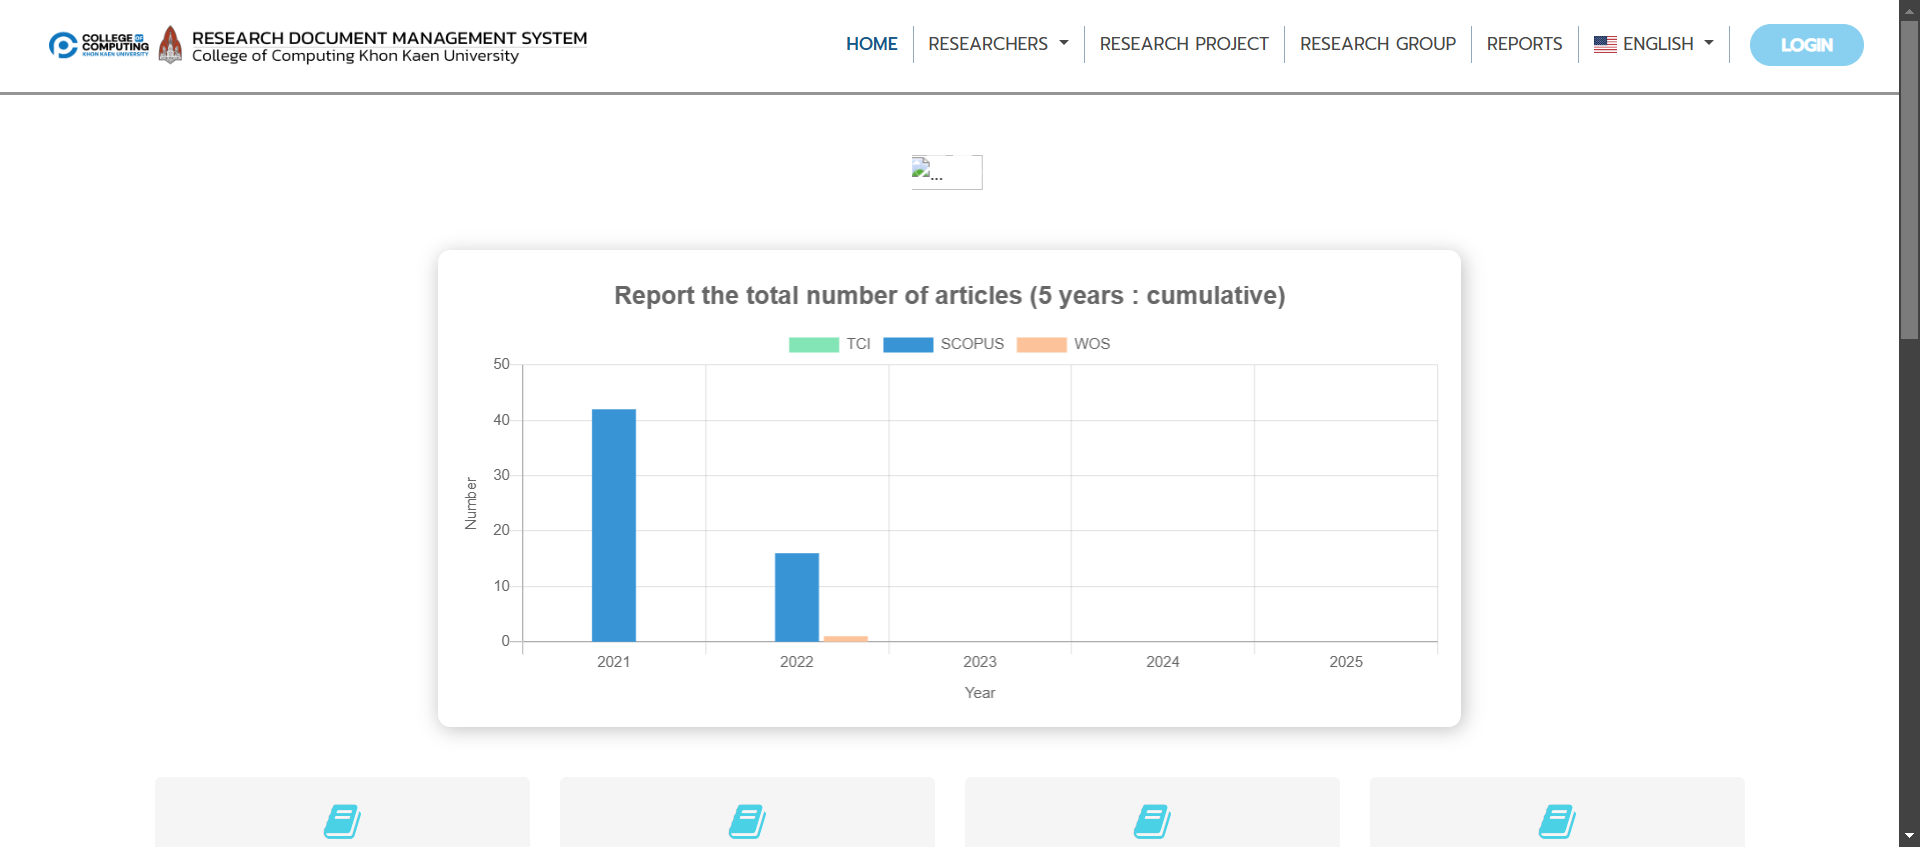 COLLEGE OF
COMPUTING
KHON KAEN UNIVERSITY
RESEARCH DOCUMENT MANAGEMENT SYSTEM
College of Computing Khon Kaen University
HOME
RESEARCHERS
RESEARCH PROJECT
RESEARCH GROUP
REPORTS
ENGLISH
LOGIN
...
Report the total number of articles (5 years : cumulative)
TCI SCOPUS WOS
50
40
30
20
10
0
Number
2021 2022 2023 2024 2025
Year